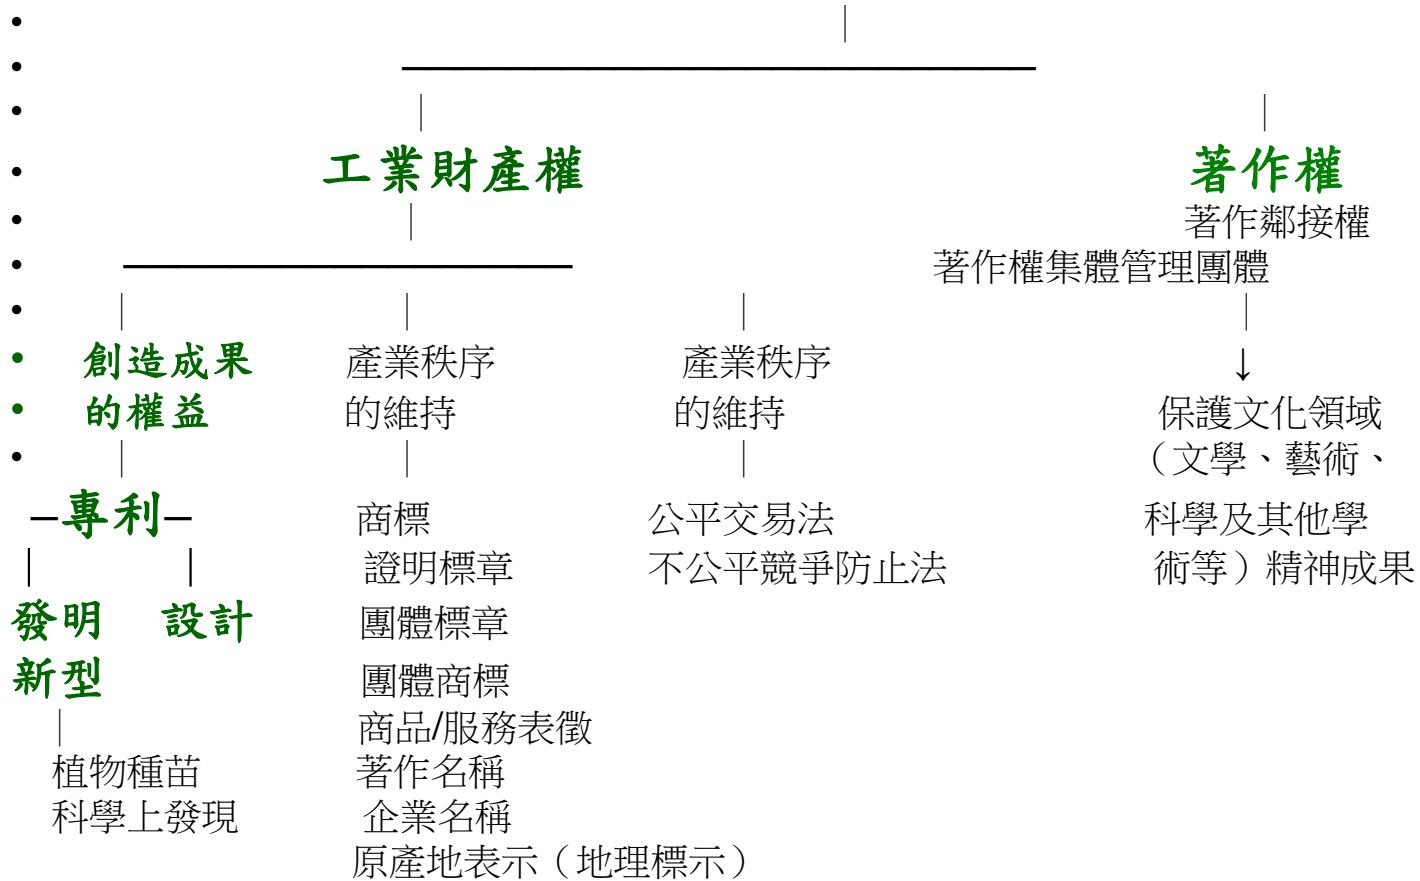 工業財產權 著作權
著作鄰接權
著作權集體管理團體
創造成果 產業秩序 產業秩序 ↓
的權益 的維持 的維持 保護文化領域
（文學、藝術、
專利 商標 公平交易法 科學及其他學
證明標章 不公平競爭防止法 術等）精神成果
發明 設計 團體標章
新型 團體商標
商品/服務表徵
植物種苗 著作名稱
科學上發現 企業名稱
原產地表示（地理標示）